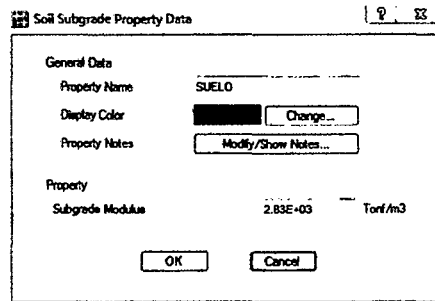 Soil Subgrade Property Data ? X
General Data
Property Name SUELO
Display Color Change...
Property Notes Modify/Show Notes...
Property
Subgrade Modulus 2.83E+03 Tonf/m3
OK Cancel